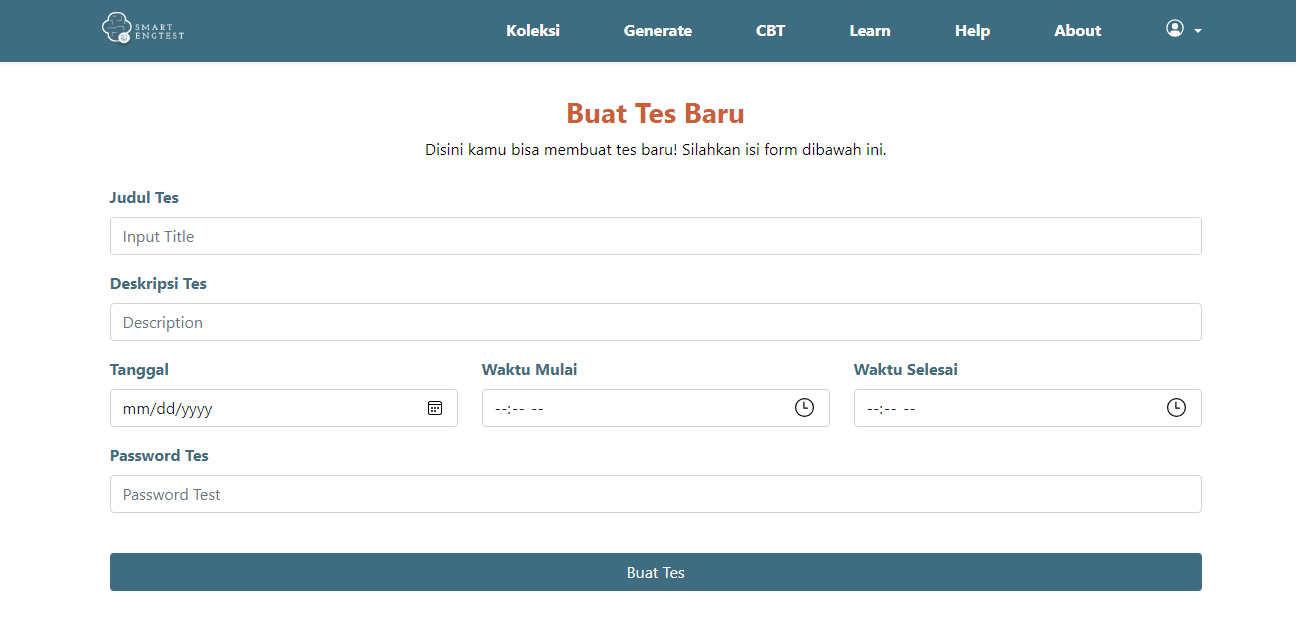 SMART
ENGTEST
Koleksi Generate CBT Learn Help About
Buat Tes Baru
Disini kamu bisa membuat tes baru! Silahkan isi form dibawah ini.
Judul Tes
Input Title
Deskripsi Tes
Description
Tanggal Waktu Mulai Waktu Selesai
mm/dd/yyyy --:-- -- --:-- --
Password Tes
Password Test
Buat Tes